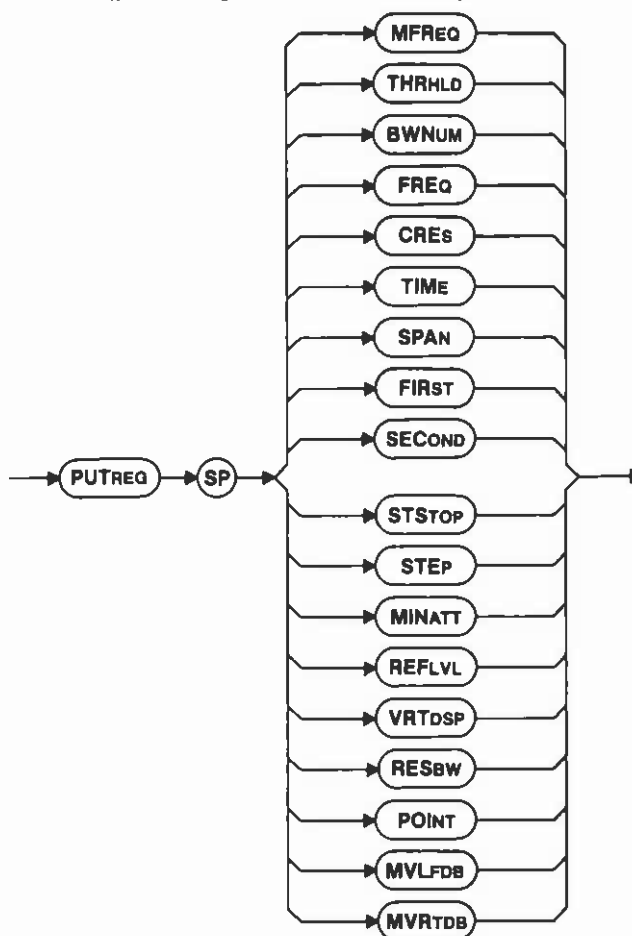 MFREQ
THRHLD
BWNUM
FREQ
CRES
TIME
SPAN
FIRST
SECOND
PUTREG SP
STSTOP
STEP
MINATT
REFLVL
VRTDSP
RESBW
POINT
MVLFDB
MVRTDB